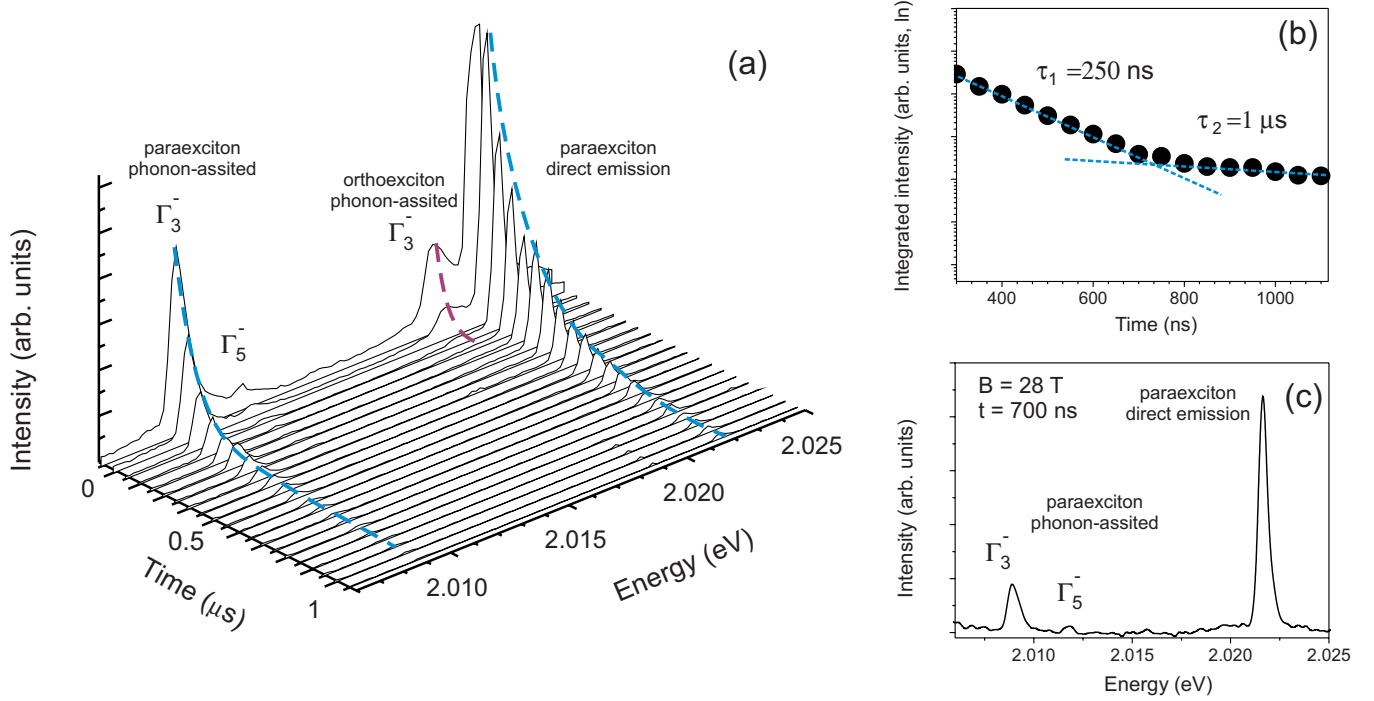 (a)
paraexciton
phonon-assited
Γ₃⁻
Γ₅⁻
orthoexciton
phonon-assited
Γ₃⁻
paraexciton
direct emission
Intensity (arb. units)
0
0.5
1
Time (μs)
2.010
2.015
2.020
2.025
Energy (eV)
(b)
τ₁ =250 ns
τ₂=1 μs
Integrated intensity (arb. units, ln)
400 600 800 1000
Time (ns)
(c)
B = 28 T
t = 700 ns
paraexciton
direct emission
paraexciton
phonon-assited
Γ₃⁻
Γ₅⁻
Intensity (arb. units)
2.010 2.015 2.020 2.025
Energy (eV)